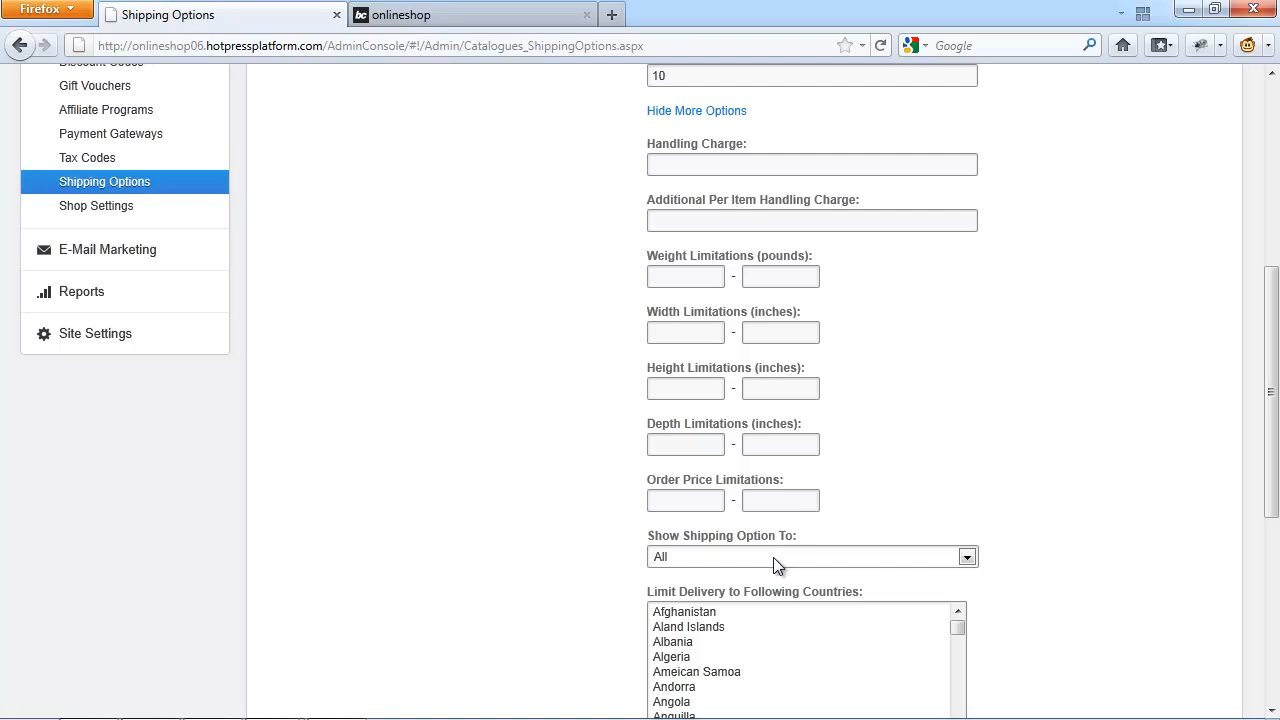 Firefox
Shipping Options
onlineshop
http://onlineshop06.hotpressplatform.com/AdminConsole/#!/Admin/Catalogues_ShippingOptions.aspx
Google
Discount Codes
Gift Vouchers
Affiliate Programs
Payment Gateways
Tax Codes
Shipping Options
Shop Settings
E-Mail Marketing
Reports
Site Settings
10
Hide More Options
Handling Charge:
Additional Per Item Handling Charge:
Weight Limitations (pounds):
-
Width Limitations (inches):
-
Height Limitations (inches):
-
Depth Limitations (inches):
-
Order Price Limitations:
-
Show Shipping Option To:
All
Limit Delivery to Following Countries:
Afghanistan
Aland Islands
Albania
Algeria
Ameican Samoa
Andorra
Angola
Anguilla